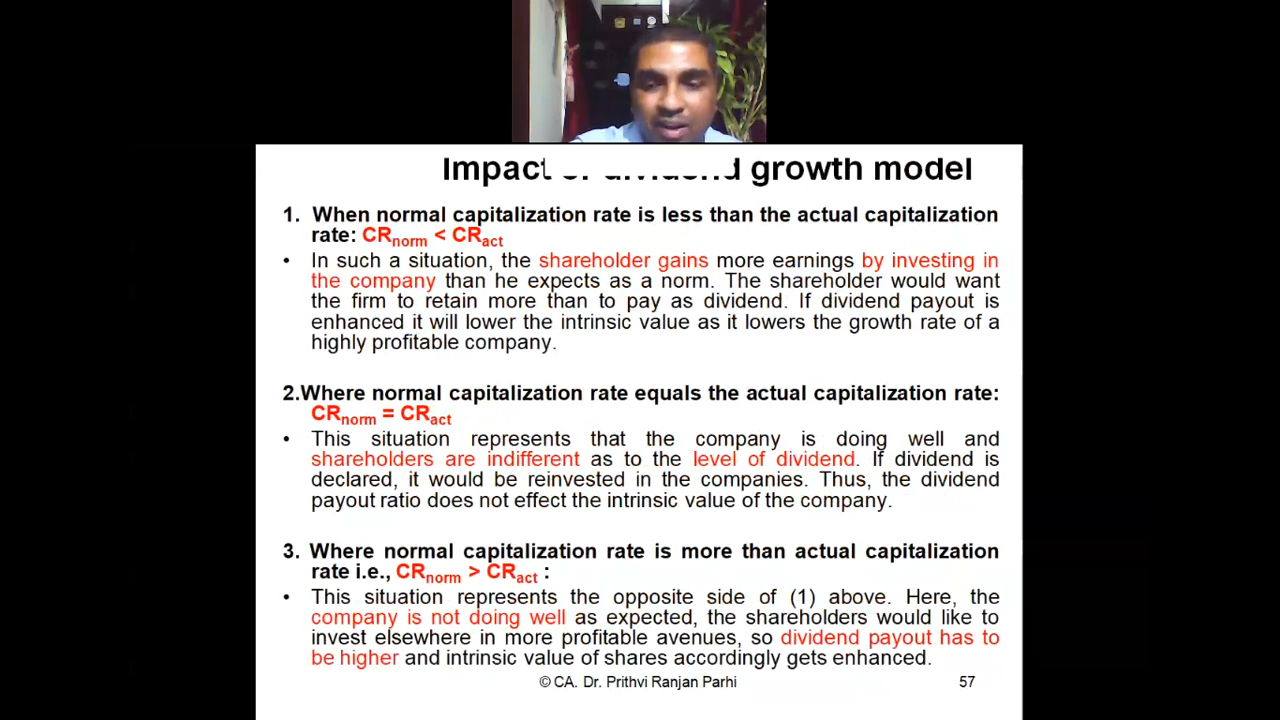 Impact of dividend growth model
1. When normal capitalization rate is less than the actual capitalization
rate: CRnorm < CRact
• In such a situation, the shareholder gains more earnings by investing in
the company than he expects as a norm. The shareholder would want
the firm to retain more than to pay as dividend. If dividend payout is
enhanced it will lower the intrinsic value as it lowers the growth rate of a
highly profitable company.
2.Where normal capitalization rate equals the actual capitalization rate:
CRnorm = CRact
• This situation represents that the company is doing well and
shareholders are indifferent as to the level of dividend. If dividend is
declared, it would be reinvested in the companies. Thus, the dividend
payout ratio does not effect the intrinsic value of the company.
3. Where normal capitalization rate is more than actual capitalization
rate i.e., CRnorm > CRact :
• This situation represents the opposite side of (1) above. Here, the
company is not doing well as expected, the shareholders would like to
invest elsewhere in more profitable avenues, so dividend payout has to
be higher and intrinsic value of shares accordingly gets enhanced.
© CA. Dr. Prithvi Ranjan Parhi
57